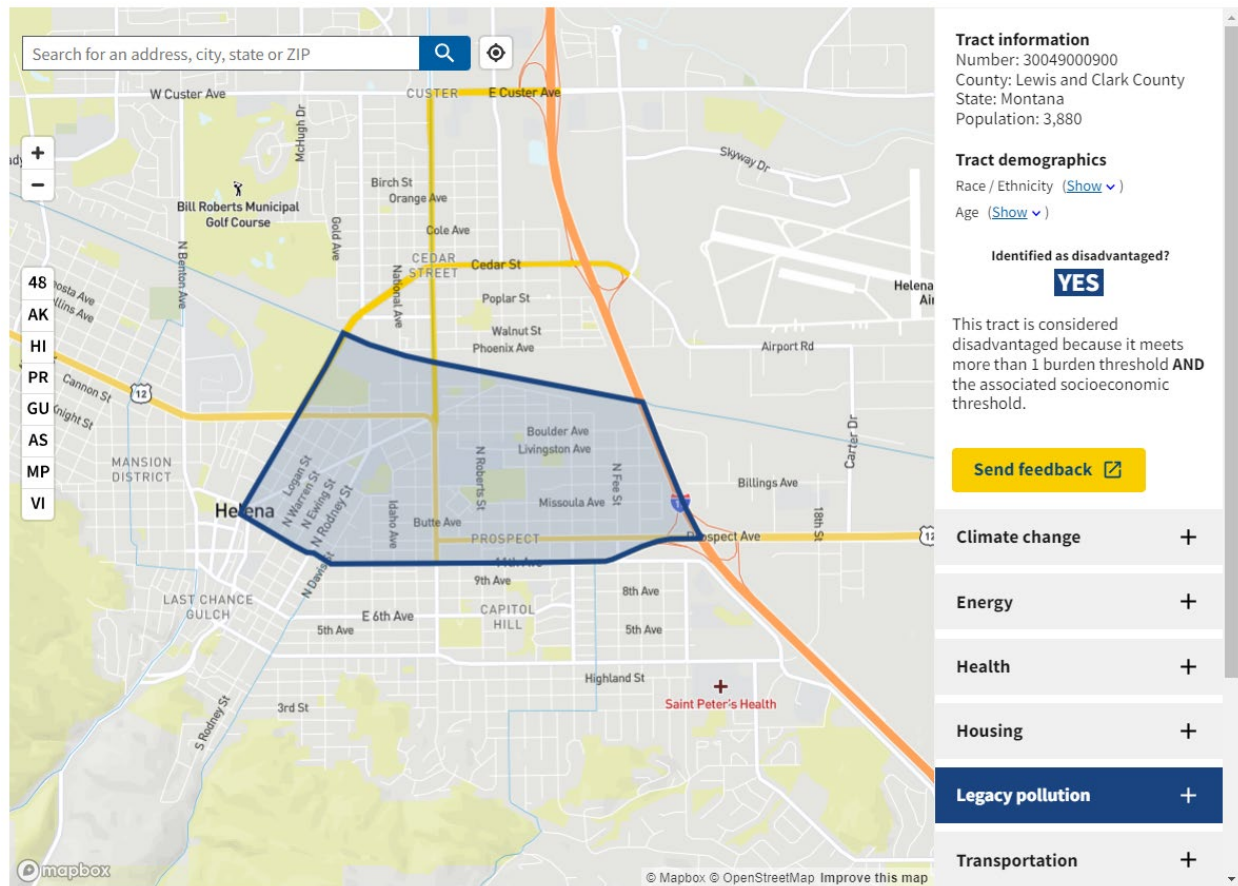 Search for an address, city, state or ZIP
W Custer Ave
CUSTER
E Custer Ave
McHugh Dr
Skyway Dr
Birch St
Orange Ave
Bill Roberts Municipal
Golf Course
Gold Ave
Cole Ave
N Benton Ave
CEDAR
STREET
Cedar St
National Ave
Helena
Poplar St
Walnut St
Phoenix Ave
Airport Rd
48
AK
HI
PR
GU
AS
MP
VI
Cannon St
12
Knight St
MANSION
DISTRICT
Boulder Ave
Livingston Ave
Carter Dr
Logan St
N Warren St
N Ewing St
N Rodney St
N Roberts St
N Fee St
Billings Ave
Helena
Idaho Ave
Missoula Ave
18th St
Butte Ave
PROSPECT
Prospect Ave
12
N Davis St
11th Ave
9th Ave
LAST CHANCE
GULCH
E 6th Ave
5th Ave
CAPITOL
HILL
8th Ave
5th Ave
Highland St
3rd St
Saint Peter's Health
S Rodney St
mapbox
© Mapbox © OpenStreetMap Improve this map
Tract information
Number: 30049000900
County: Lewis and Clark County
State: Montana
Population: 3,880
Tract demographics
Race / Ethnicity (Show)
Age (Show)
Identified as disadvantaged?
YES
This tract is considered
disadvantaged because it meets
more than 1 burden threshold AND
the associated socioeconomic
threshold.
Send feedback
Climate change +
Energy +
Health +
Housing +
Legacy pollution +
Transportation +